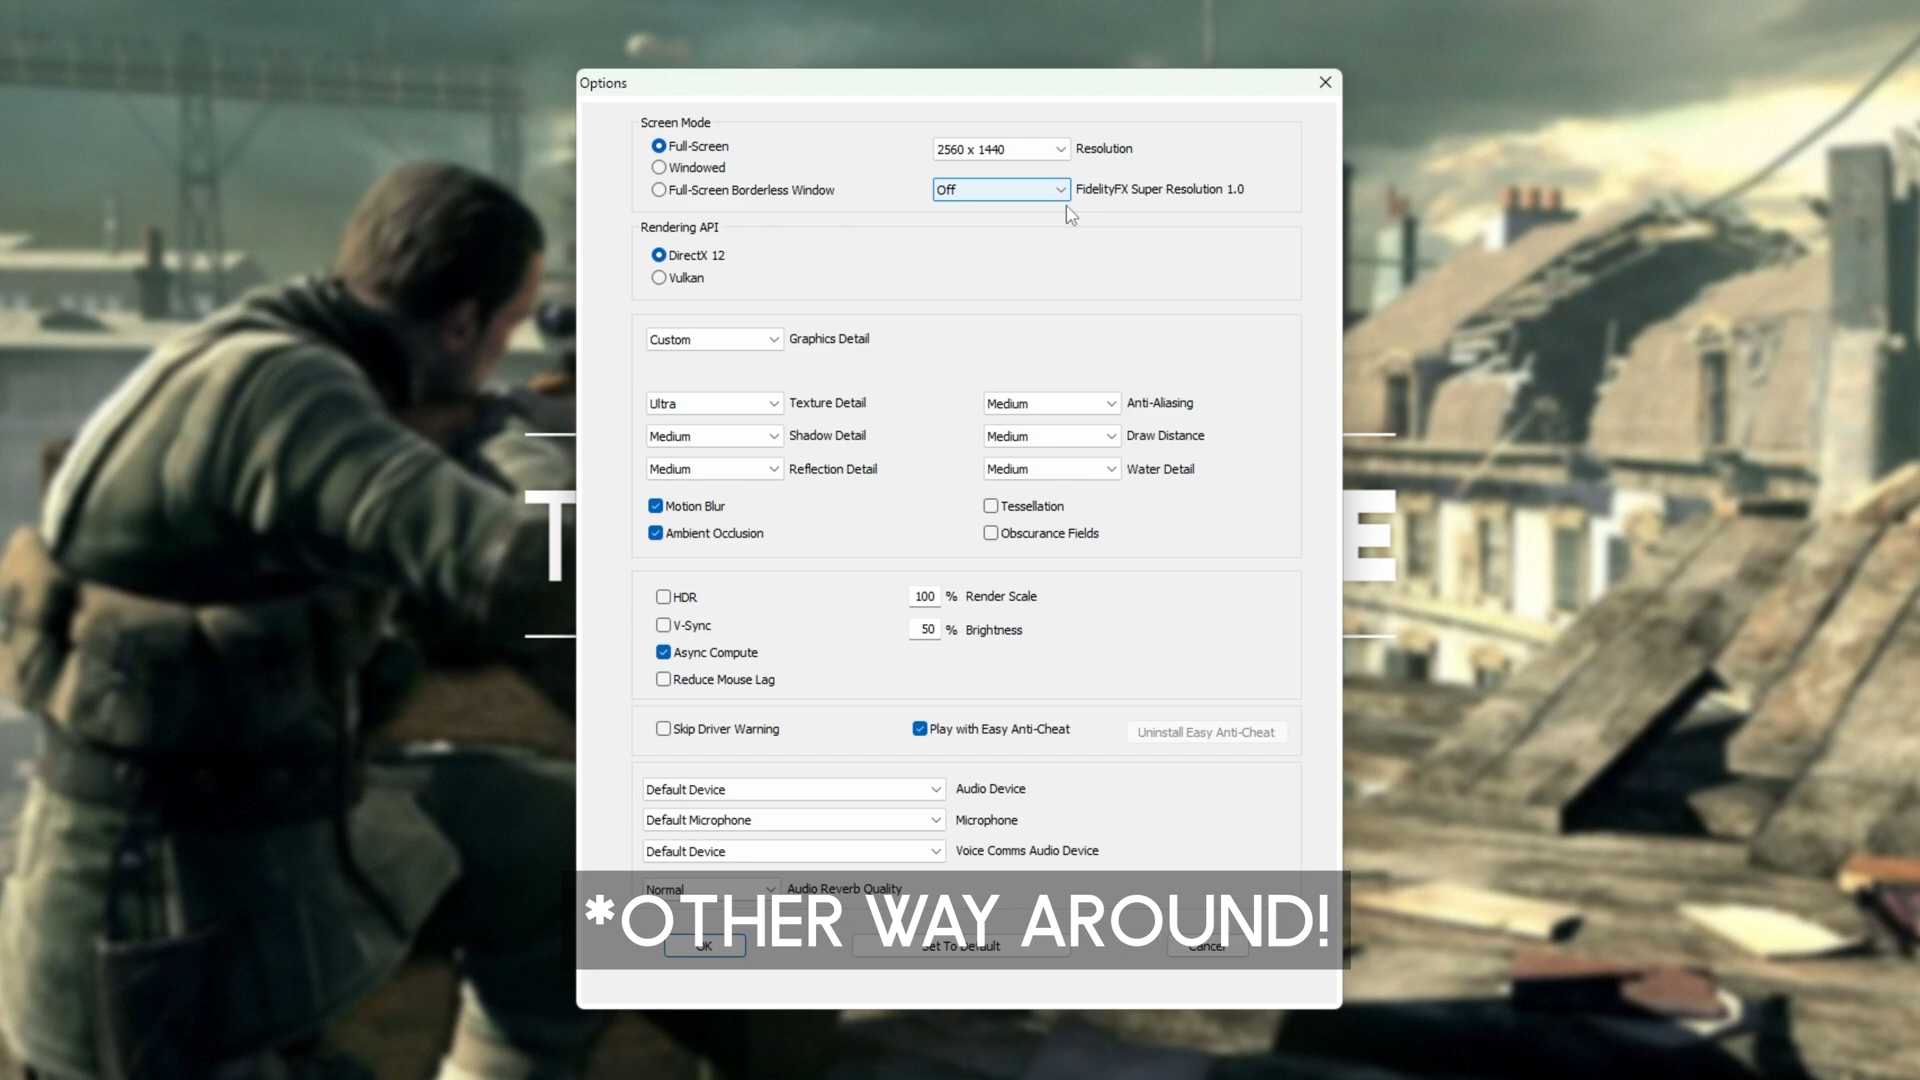 Options
Screen Mode
Full-Screen
2560 x 1440 Resolution
Windowed
Full-Screen Borderless Window
Off FidelityFX Super Resolution 1.0
Rendering API
DirectX 12
Vulkan
Custom Graphics Detail
Ultra Texture Detail Medium Anti-Aliasing
Medium Shadow Detail Medium Draw Distance
Medium Reflection Detail Medium Water Detail
Motion Blur Tessellation
Ambient Occlusion Obscurance Fields
T E
HDR 100 % Render Scale
V-Sync 50 % Brightness
Async Compute
Reduce Mouse Lag
Skip Driver Warning Play with Easy Anti-Cheat Uninstall Easy Anti-Cheat
Default Device Audio Device
Default Microphone Microphone
Default Device Voice Comms Audio Device
Normal Audio Reverb Quality
*OTHER WAY AROUND!
OK Set To Default Cancel